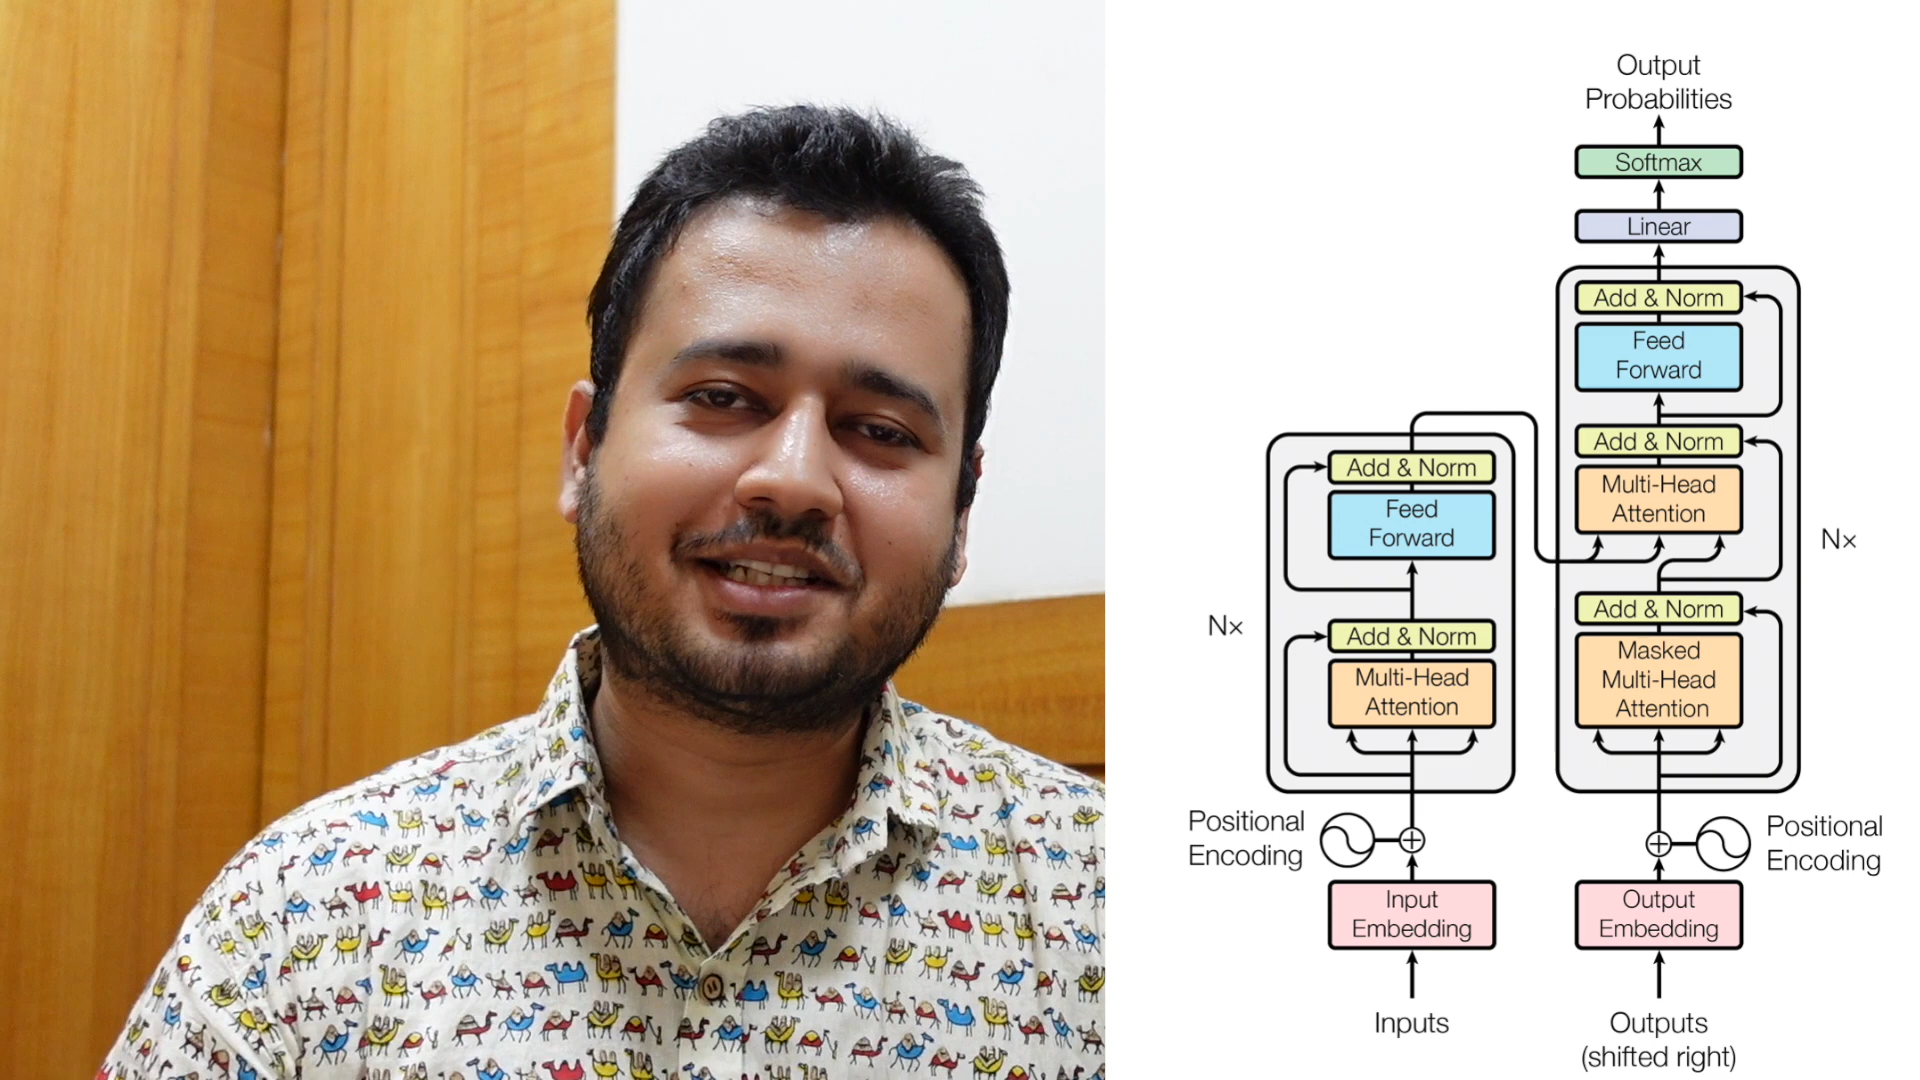 Output
Probabilities
Softmax
Linear
Add & Norm
Feed
Forward
Add & Norm
Multi-Head
Attention
Add & Norm
Masked
Multi-Head
Attention
N×
Add & Norm
Feed
Forward
Add & Norm
Multi-Head
Attention
N×
Positional
Encoding
Input
Embedding
Inputs
Positional
Encoding
Output
Embedding
Outputs
(shifted right)